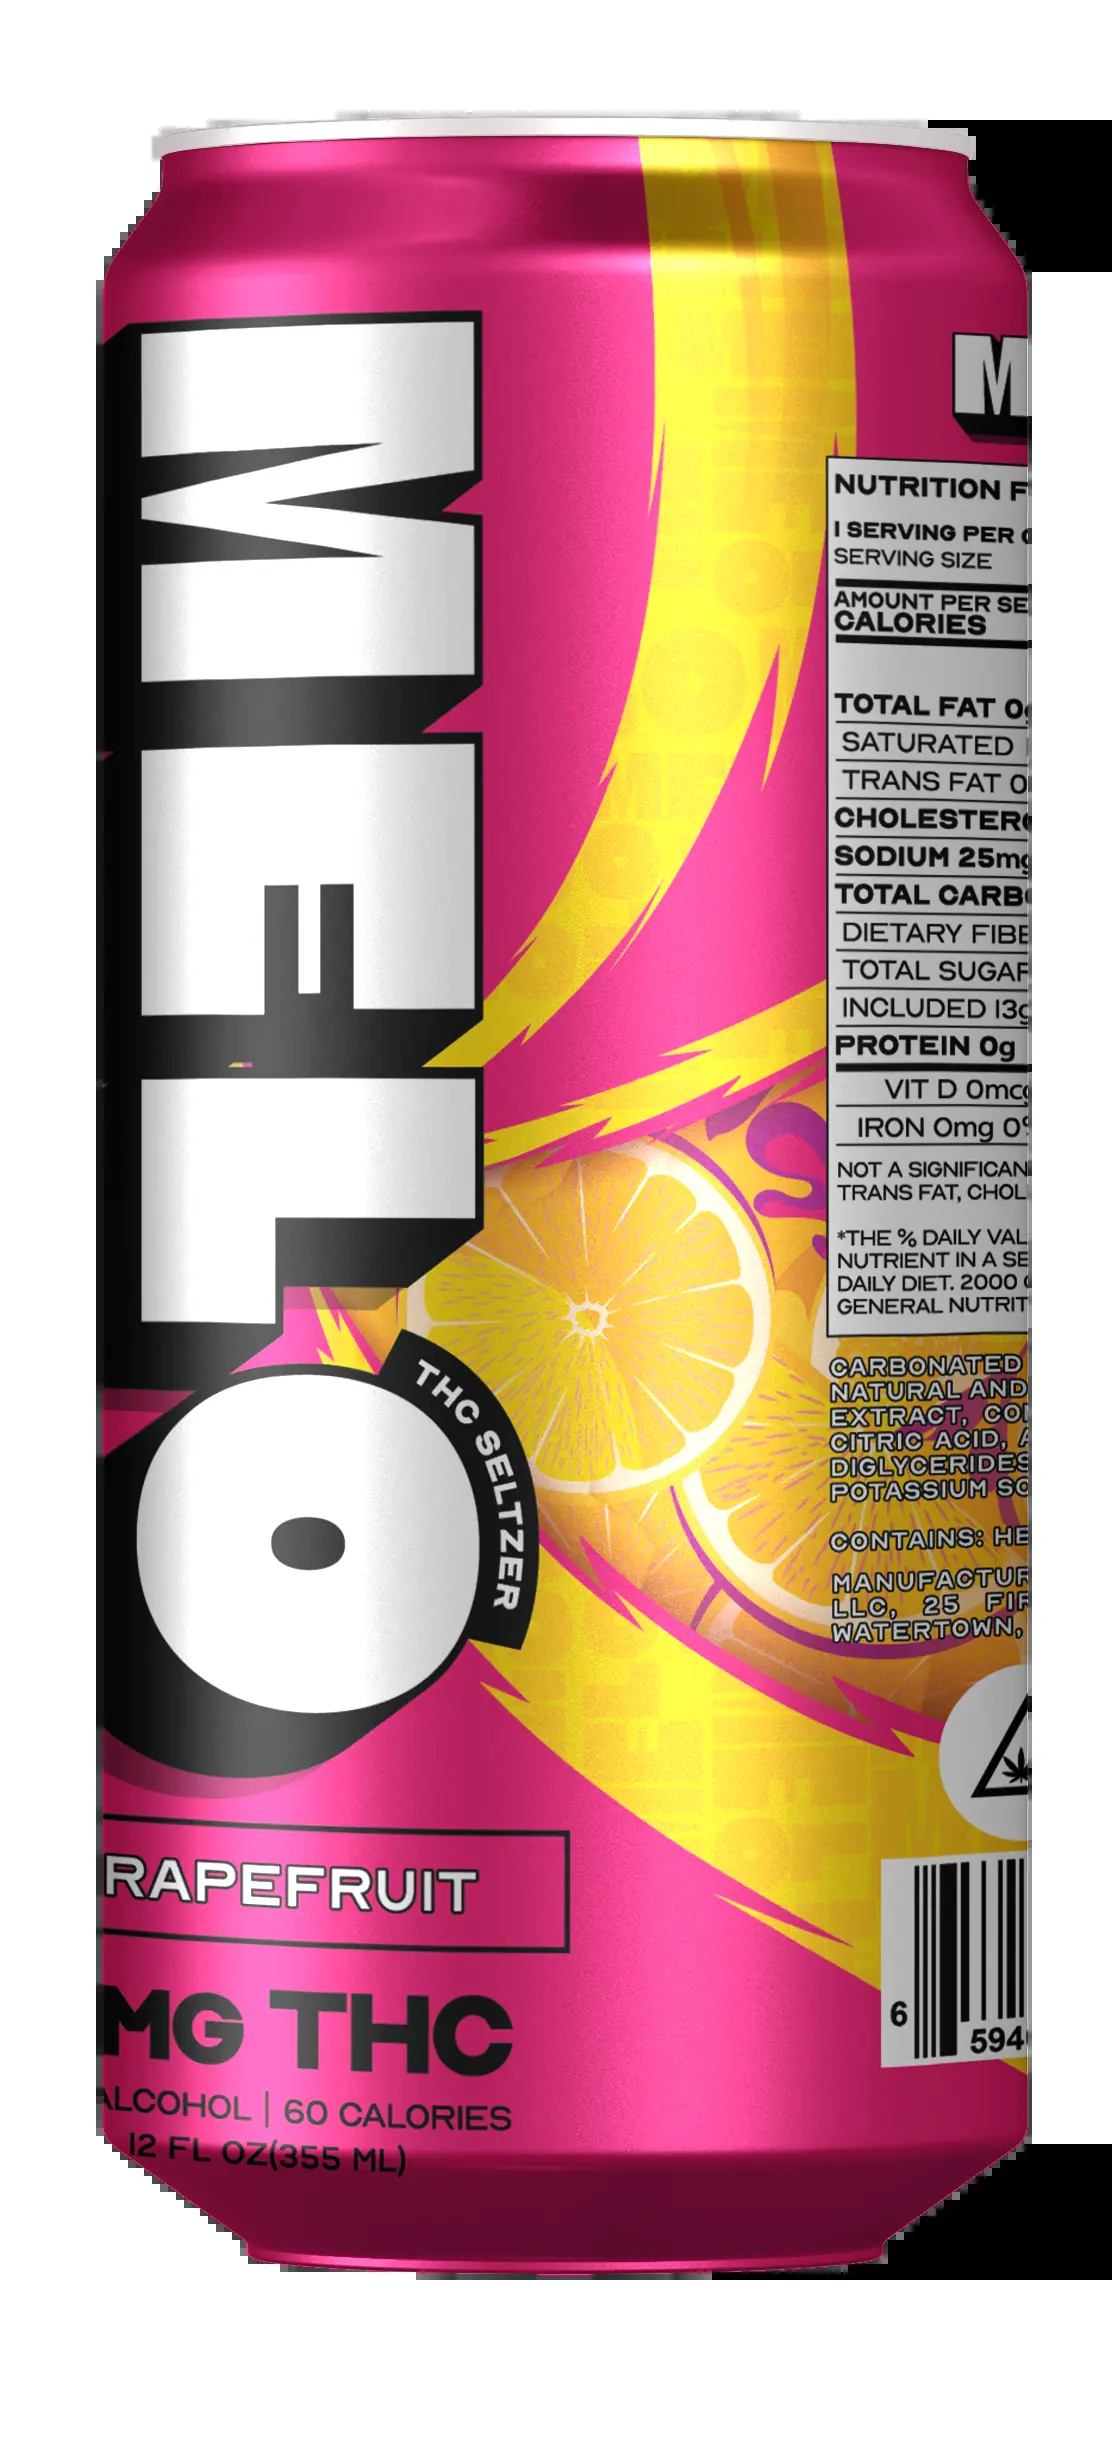 MELO
THC SELTZER
RAPEFRUIT
MG THC
ALCOHOL | 60 CALORIES
12 FL OZ(355 ML)
M
NUTRITION F
1 SERVING PER
SERVING SIZE
AMOUNT PER SE
CALORIES
TOTAL FAT 0g
SATURATED
TRANS FAT 0
CHOLESTERO
SODIUM 25mg
TOTAL CARBO
DIETARY FIBE
TOTAL SUGAR
INCLUDED 13g
PROTEIN 0g
VIT D 0mcg
IRON 0mg 0%
NOT A SIGNIFICAN
TRANS FAT, CHOL
*THE % DAILY VAL
NUTRIENT IN A SE
DAILY DIET. 2000
GENERAL NUTRIT
CARBONATED
NATURAL AND
EXTRACT, CO
CITRIC ACID,
DIGLYCERIDES
POTASSIUM SO
CONTAINS: HE
MANUFACTUR
LLC, 25 FIR
WATERTOWN,
6
594